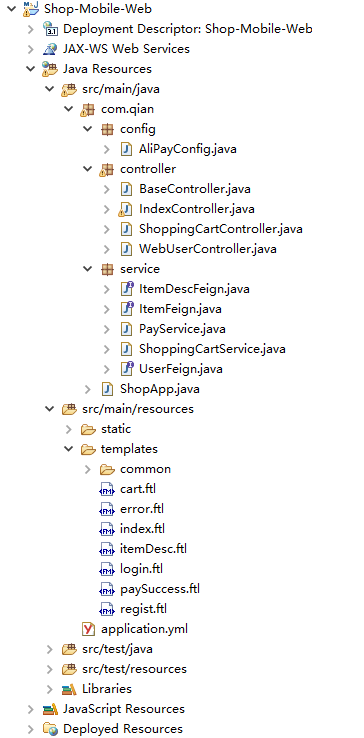 Shop-Mobile-Web
Deployment Descriptor: Shop-Mobile-Web
JAX-WS Web Services
Java Resources
src/main/java
com.qian
config
AliPayConfig.java
controller
BaseController.java
IndexController.java
ShoppingCartController.java
WebUserController.java
service
ItemDescFeign.java
ItemFeign.java
PayService.java
ShoppingCartService.java
UserFeign.java
ShopApp.java
src/main/resources
static
templates
common
cart.ftl
error.ftl
index.ftl
itemDesc.ftl
login.ftl
paySuccess.ftl
regist.ftl
application.yml
src/test/java
src/test/resources
Libraries
JavaScript Resources
Deployed Resources